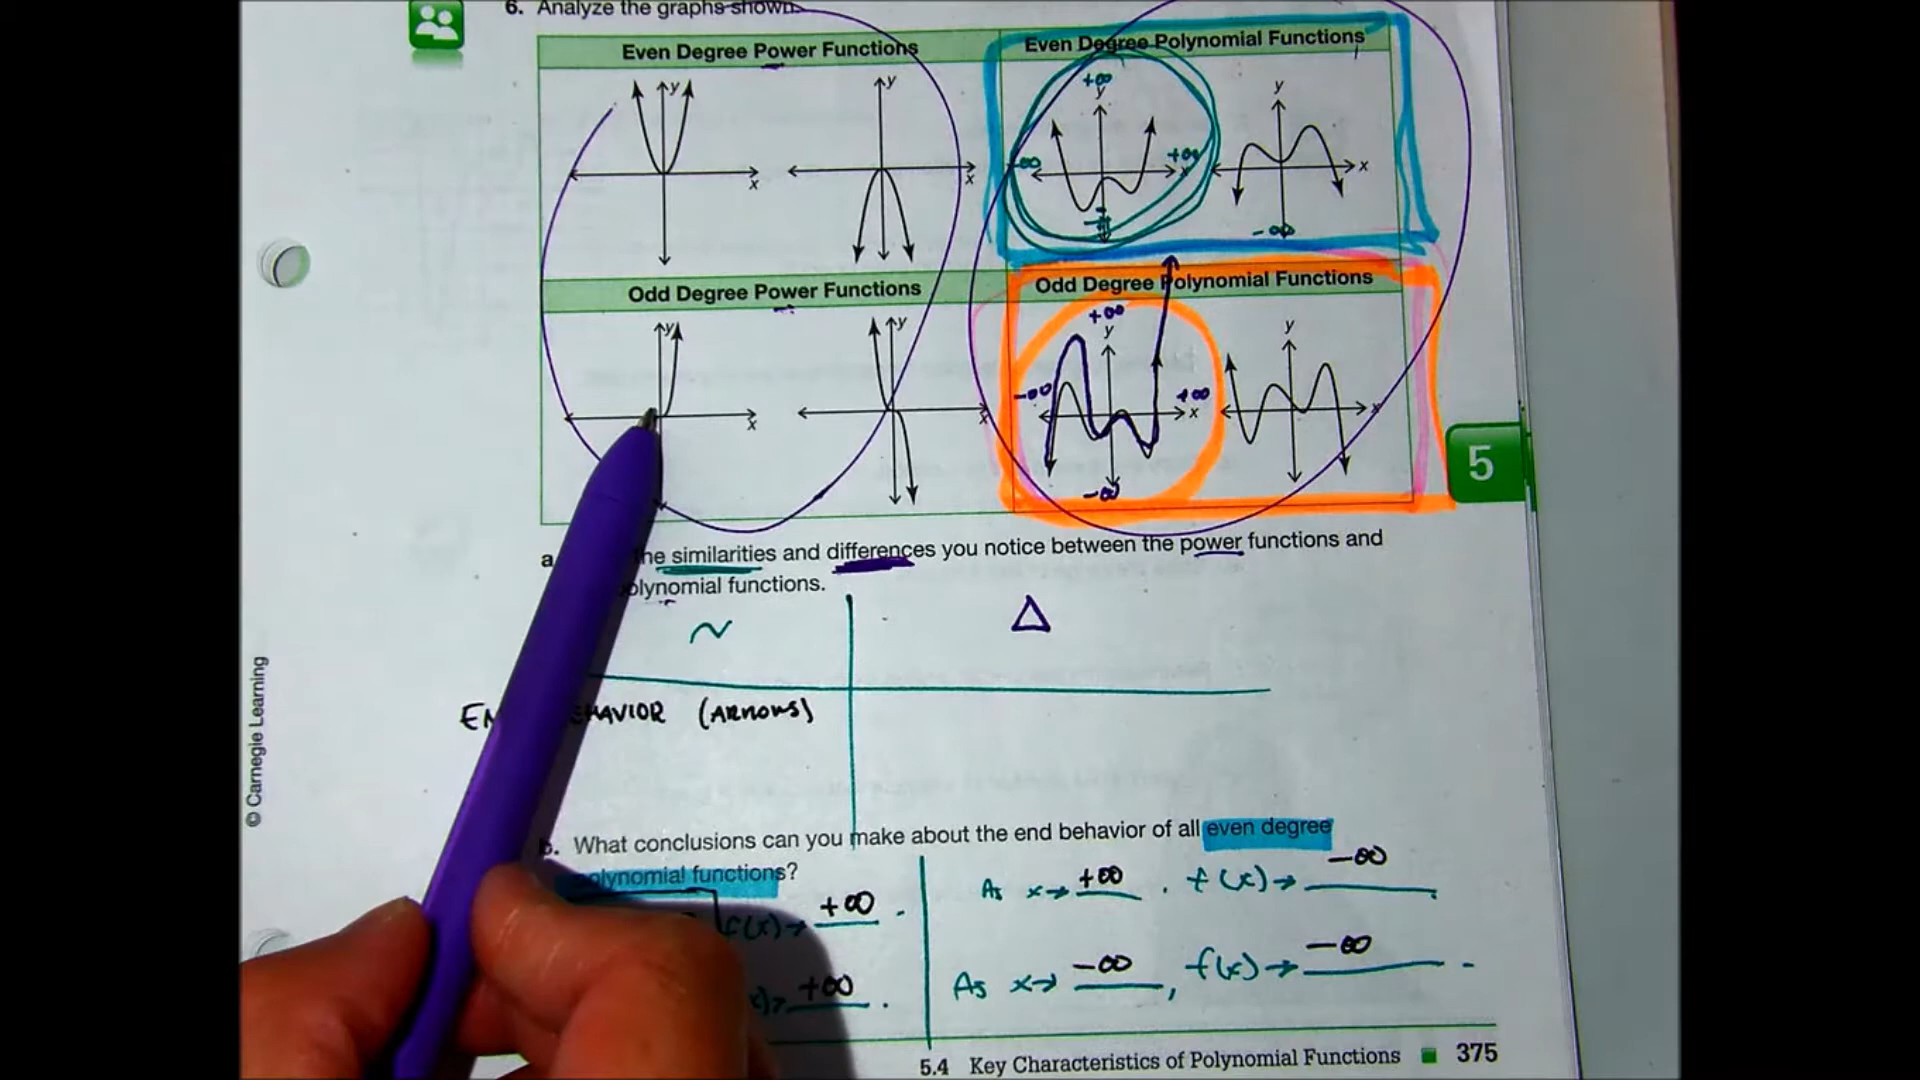 6. Analyze the graphs shown.
Even Degree Power Functions
Even Degree Polynomial Functions
y
x
y
x
+∞
y
-∞
+∞
x
y
x
-∞
Odd Degree Power Functions
Odd Degree Polynomial Functions
y
x
y
x
+∞
y
-∞
+∞
x
-∞
y
x
5
a
he similarities and differences you notice between the power functions and
olynomial functions.
~
Δ
(ARROWS)
b. What conclusions can you make about the end behavior of all even degree
olynomial functions?
f(x)→ +∞ .
+∞ .
As x→ +∞ , f(x)→ -∞
As x→ -∞ , f(x)→ -∞ .
5.4 Key Characteristics of Polynomial Functions 375
© Carnegie Learning